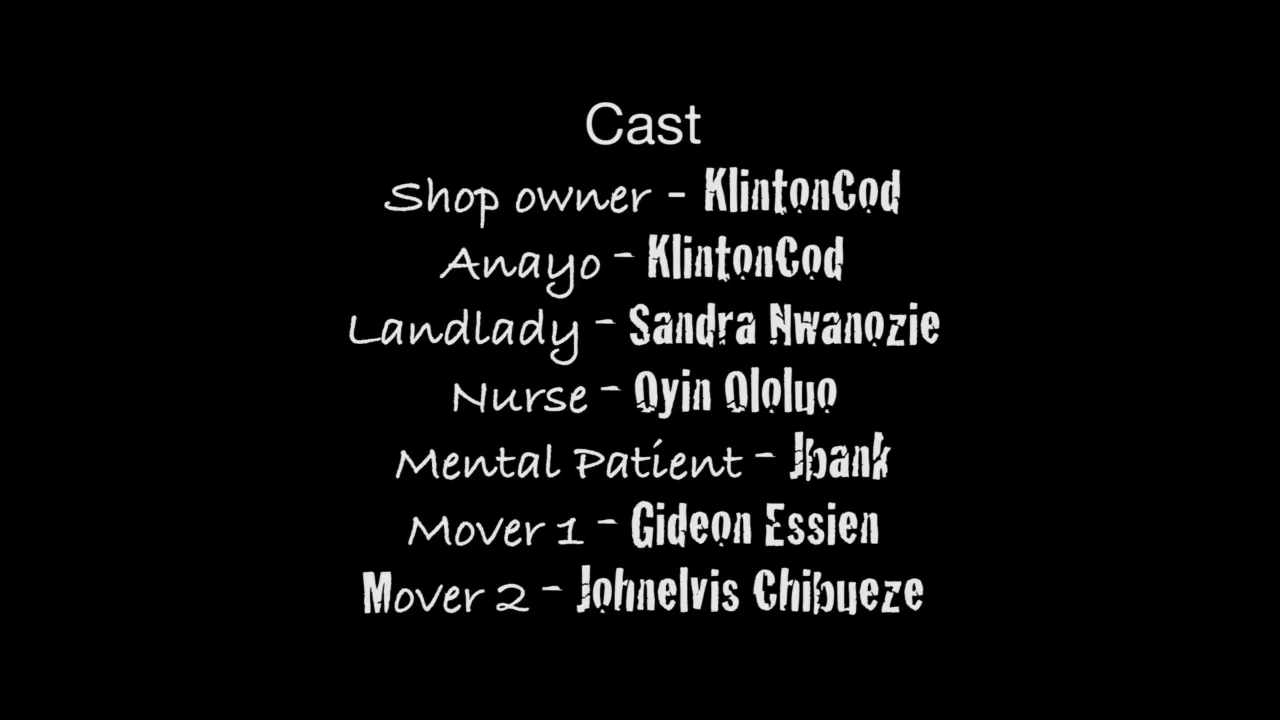 Cast
Shop owner - KlintonCod
Anayo - KlintonCod
Landlady - Sandra Nwanozie
Nurse - Oyin Ololuo
Mental Patient - Jbank
Mover 1 - Gideon Essien
Mover 2 - Johnelvis Chibueze